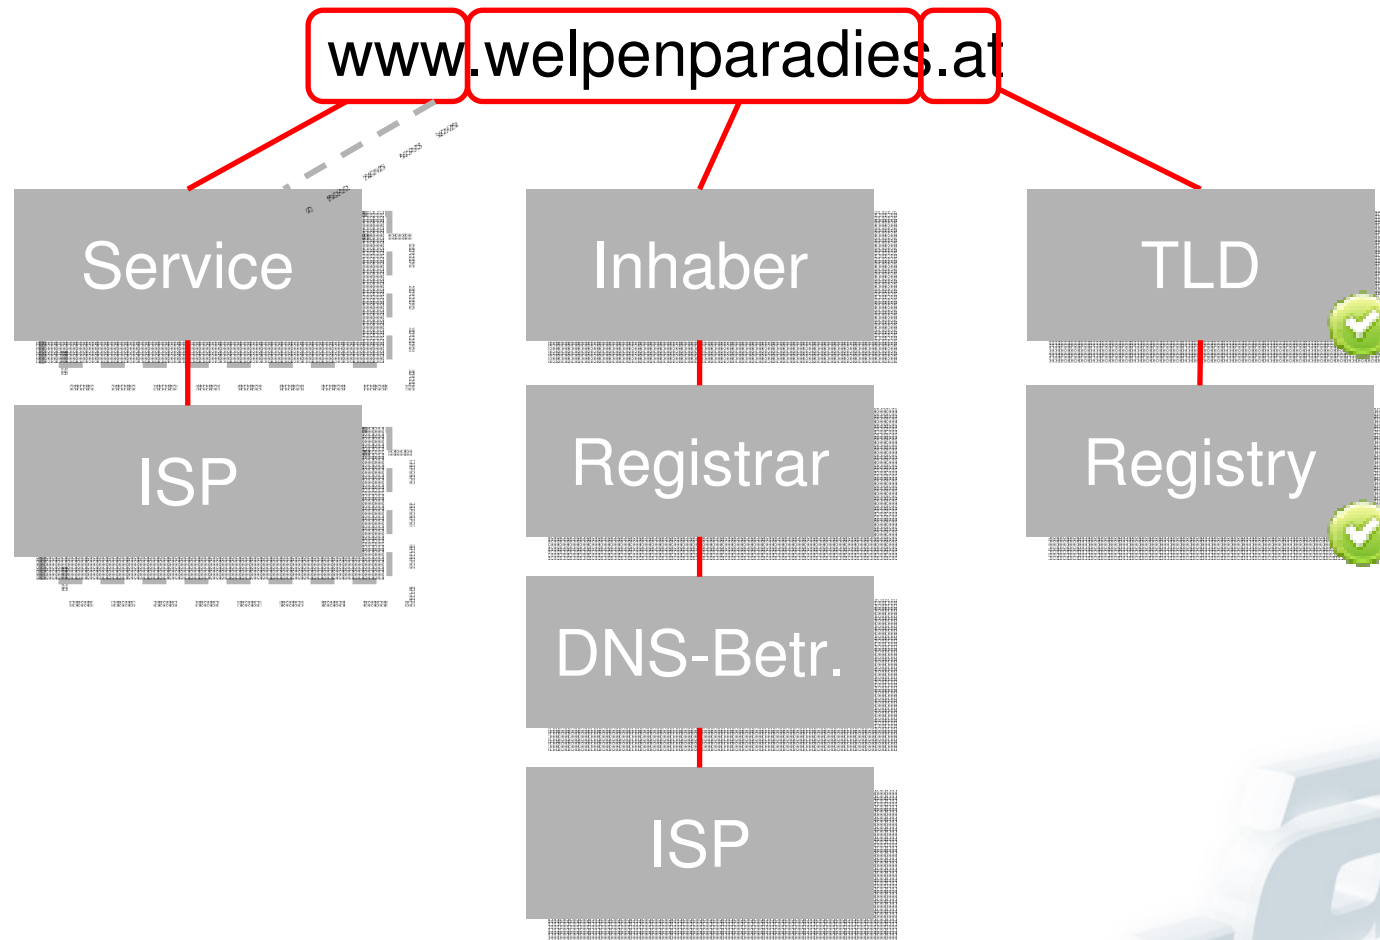 www.welpenparadies.at
Service
Inhaber
TLD
ISP
Registrar
Registry
DNS-Betr.
ISP